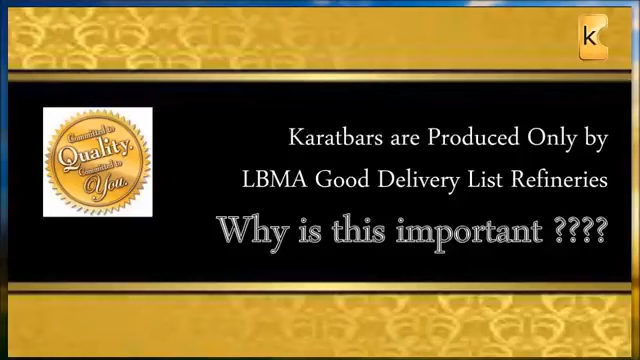 k
Committed to
Quality.
Committed to
You.
Karatbars are Produced Only by
LBMA Good Delivery List Refineries
Why is this important ????